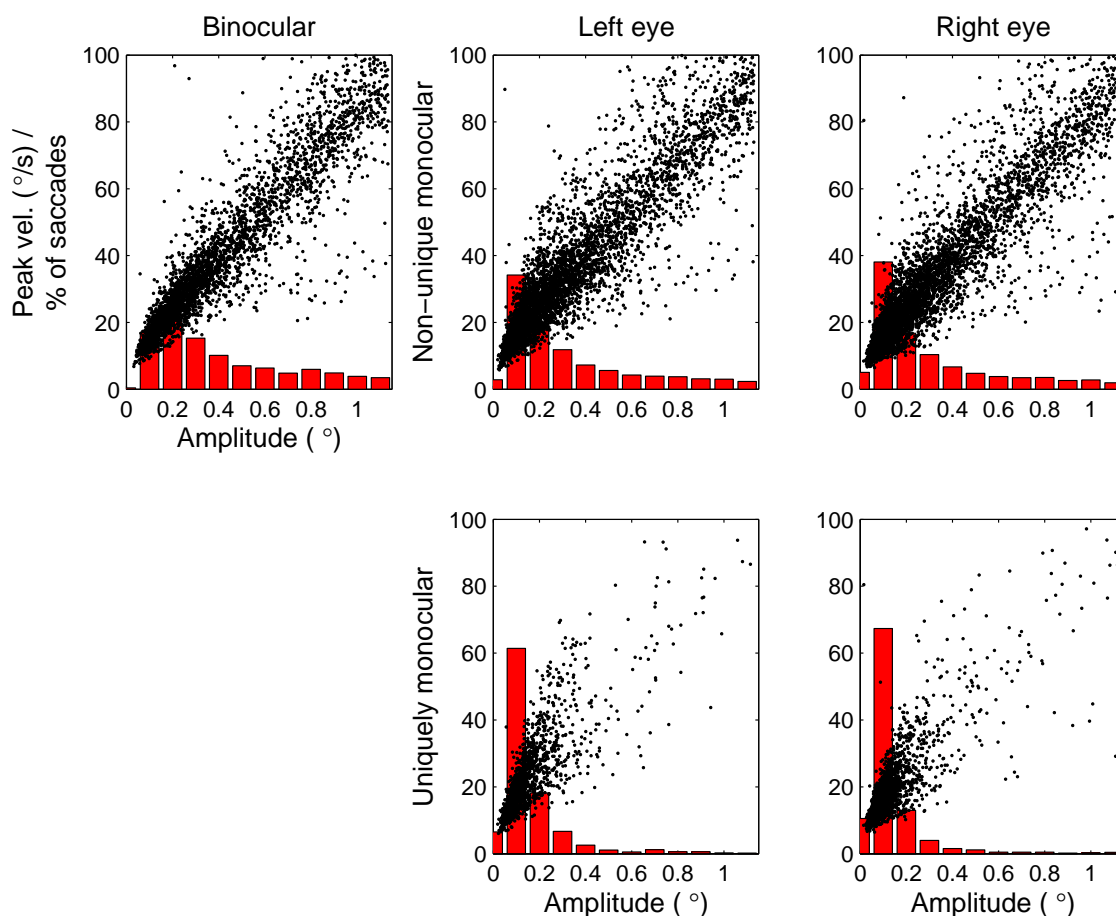 Binocular
Left eye
Right eye
Peak vel. (°/s) /
% of saccades
100
80
60
40
20
0
0 0.2 0.4 0.6 0.8 1
Amplitude ( °)
Non−unique monocular
100
80
60
40
20
0
0 0.2 0.4 0.6 0.8 1
100
80
60
40
20
0
0 0.2 0.4 0.6 0.8 1
Uniquely monocular
100
80
60
40
20
0
0 0.2 0.4 0.6 0.8 1
Amplitude ( °)
100
80
60
40
20
0
0 0.2 0.4 0.6 0.8 1
Amplitude ( °)